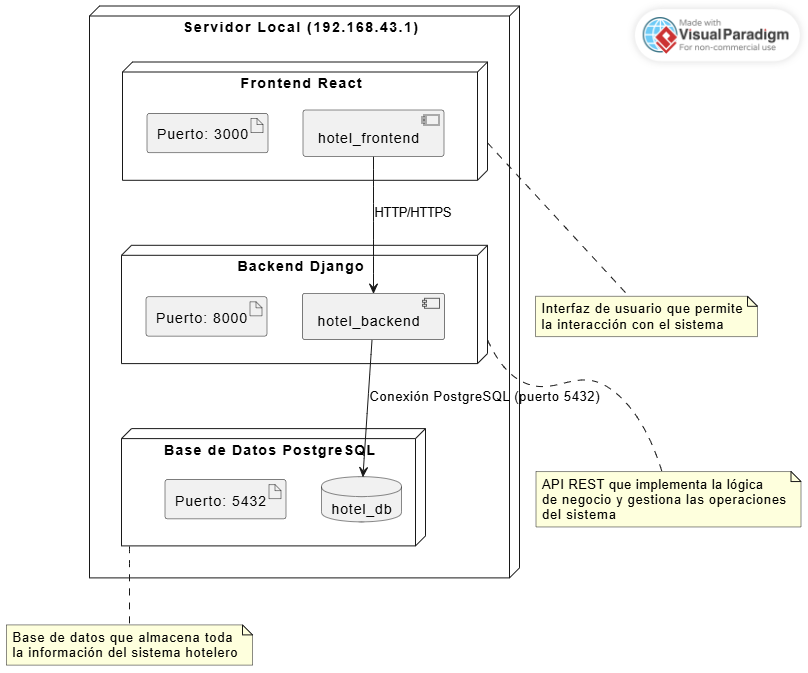 Made with
VisualParadigm
For non-commercial use
Servidor Local (192.168.43.1)
Frontend React
Puerto: 3000
hotel_frontend
HTTP/HTTPS
Backend Django
Puerto: 8000
hotel_backend
Interfaz de usuario que permite
la interacción con el sistema
Conexión PostgreSQL (puerto 5432)
Base de Datos PostgreSQL
Puerto: 5432
hotel_db
API REST que implementa la lógica
de negocio y gestiona las operaciones
del sistema
Base de datos que almacena toda
la información del sistema hotelero